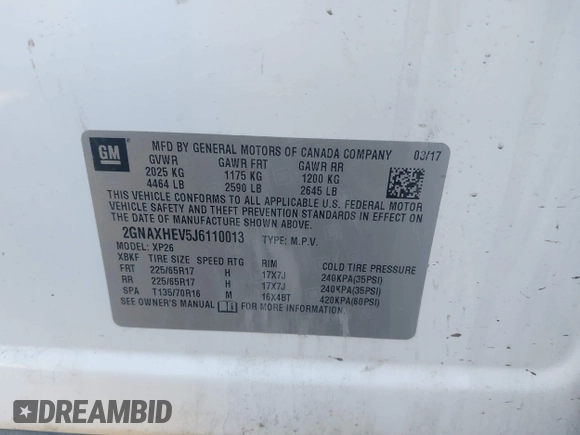 GM
MFD BY GENERAL MOTORS OF CANADA COMPANY 03/17
GVWR GAWR FRT GAWR RR
2025 KG 1175 KG 1200 KG
4464 LB 2590 LB 2645 LB
THIS VEHICLE CONFORMS TO ALL APPLICABLE U.S. FEDERAL MOTOR
VEHICLE SAFETY, BUMPER, AND THEFT PREVENTION STANDARDS IN
EFFECT ON THE DATE OF MANUFACTURE SHOWN ABOVE.
2GNAXHEV5J6110013 TYPE: M.P.V.
MODEL: XP26
XBKF TIRE SIZE SPEED RTG RIM COLD TIRE PRESSURE
FRT 225/65R17 H 17X7J 240KPA(35PSI)
RR 225/65R17 H 17X7J 240KPA(35PSI)
SPA T135/70R16 M 16X4BT 420KPA(60PSI)
SEE OWNER'S MANUAL FOR MORE INFORMATION.
DREAMBID